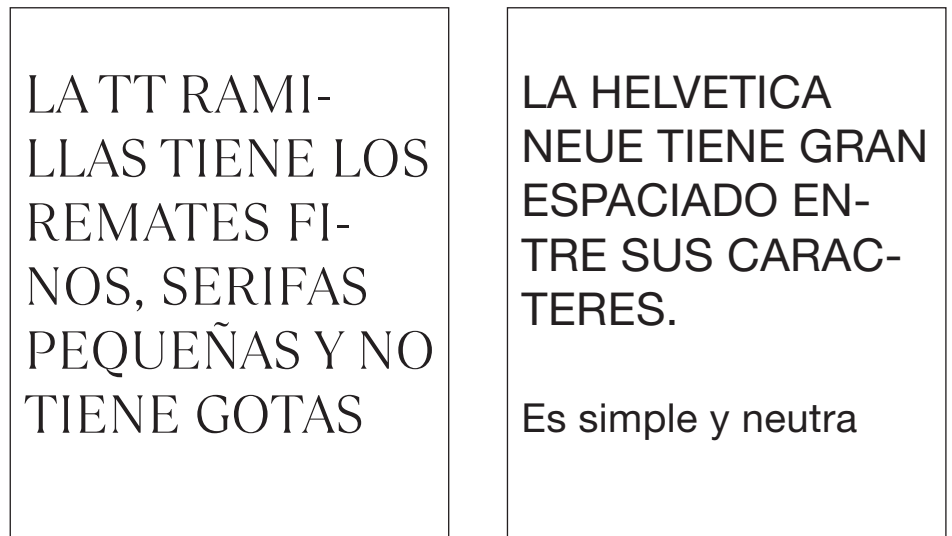 LA TT RAMI-
LLAS TIENE LOS
REMATES FI-
NOS, SERIFAS
PEQUEÑAS Y NO
TIENE GOTAS
LA HELVETICA
NEUE TIENE GRAN
ESPACIADO EN-
TRE SUS CARAC-
TERES.
Es simple y neutra